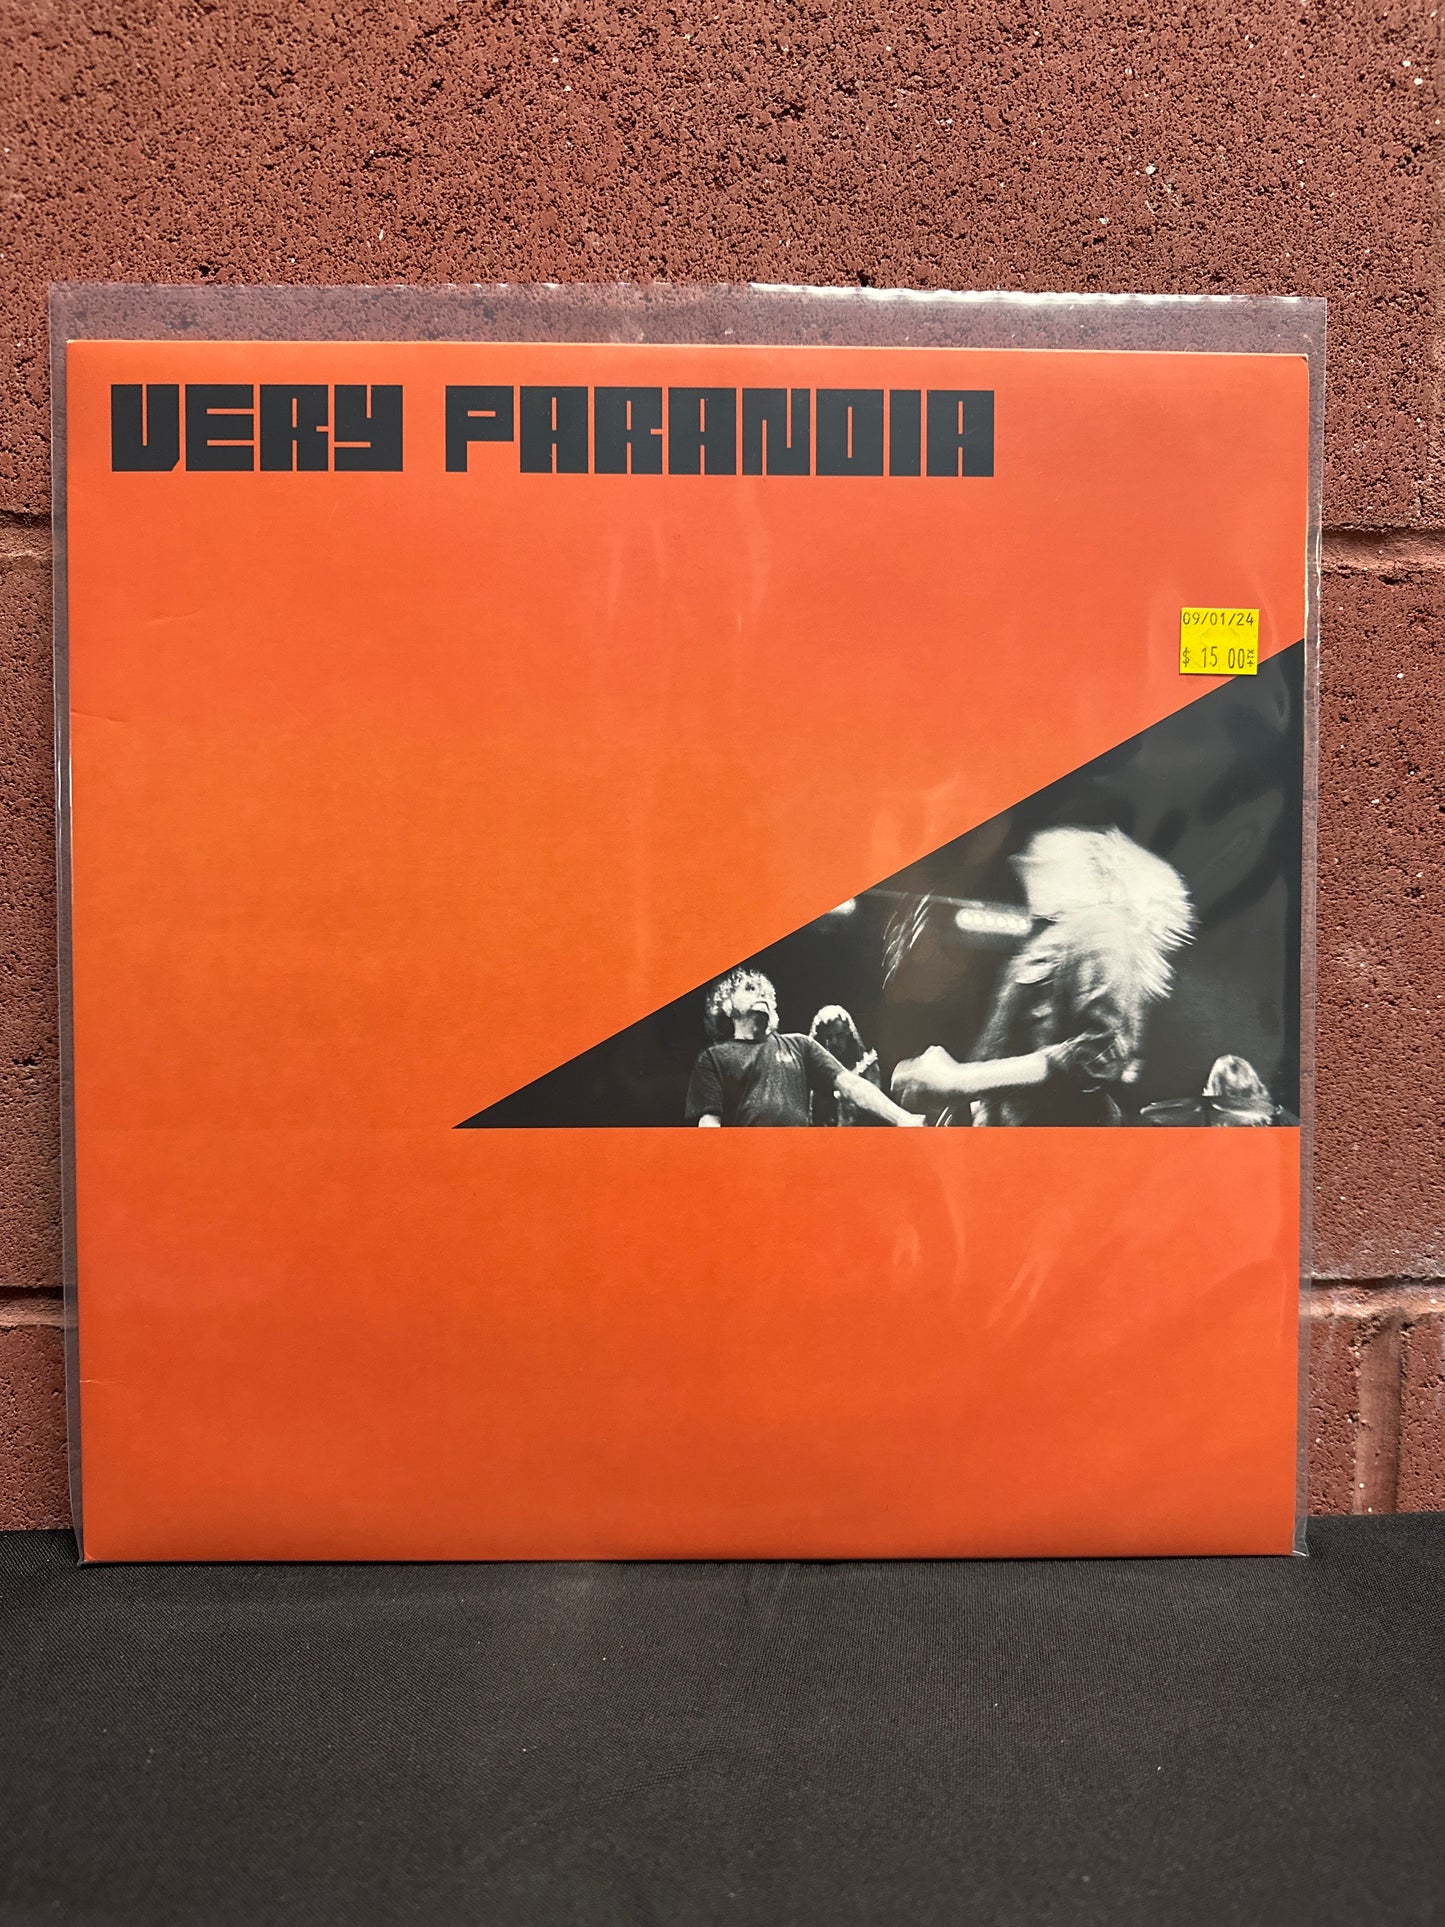 VERY PARANOIA
09/01/24
$ 15 00